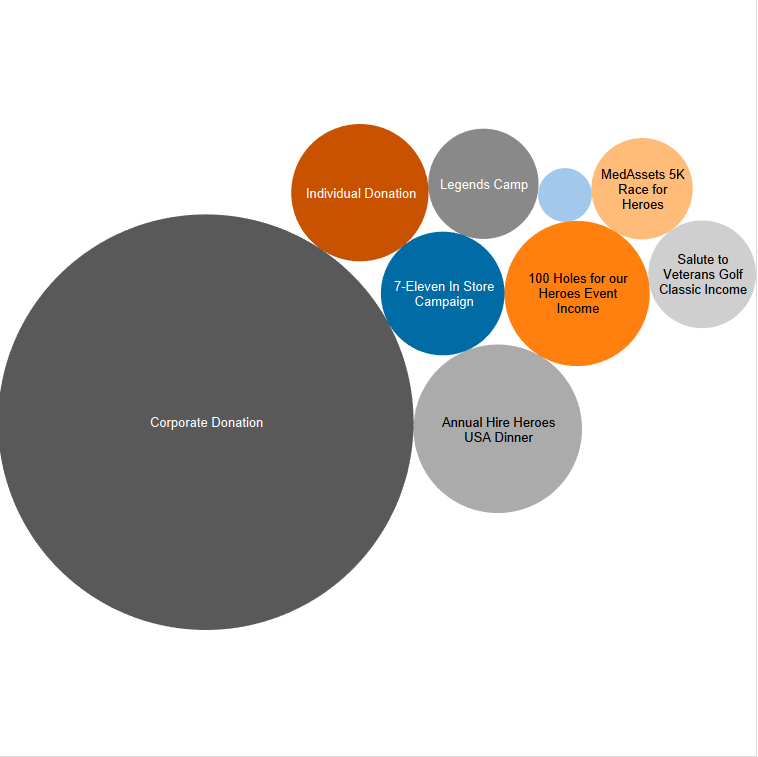 Individual Donation
Legends Camp
MedAssets 5K
Race for
Heroes
7-Eleven In Store
Campaign
100 Holes for our
Heroes Event
Income
Salute to
Veterans Golf
Classic Income
Corporate Donation
Annual Hire Heroes
USA Dinner